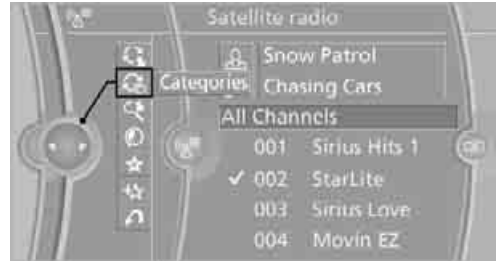 Satellite radio
Snow Patrol
Categories
Chasing Cars
All Channels
001 Sirius Hits 1
✓ 002 StarLite
003 Sirius Love
004 Movin EZ